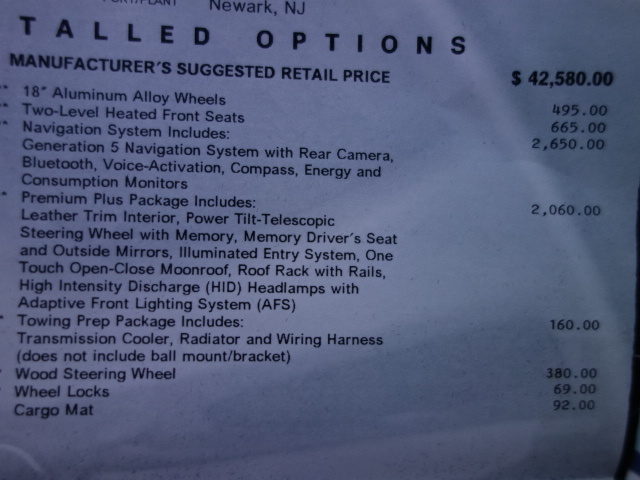 Newark, NJ
TALLED OPTIONS
MANUFACTURER'S SUGGESTED RETAIL PRICE $ 42,580.00
18" Aluminum Alloy Wheels 495.00
Two-Level Heated Front Seats 665.00
Navigation System Includes: 2,650.00
Generation 5 Navigation System with Rear Camera,
Bluetooth, Voice-Activation, Compass, Energy and
Consumption Monitors
Premium Plus Package Includes: 2,060.00
Leather Trim Interior, Power Tilt-Telescopic
Steering Wheel with Memory, Memory Driver's Seat
and Outside Mirrors, Illuminated Entry System, One
Touch Open-Close Moonroof, Roof Rack with Rails,
High Intensity Discharge (HID) Headlamps with
Adaptive Front Lighting System (AFS)
Towing Prep Package Includes: 160.00
Transmission Cooler, Radiator and Wiring Harness
(does not include ball mount/bracket)
Wood Steering Wheel 380.00
Wheel Locks 69.00
Cargo Mat 92.00